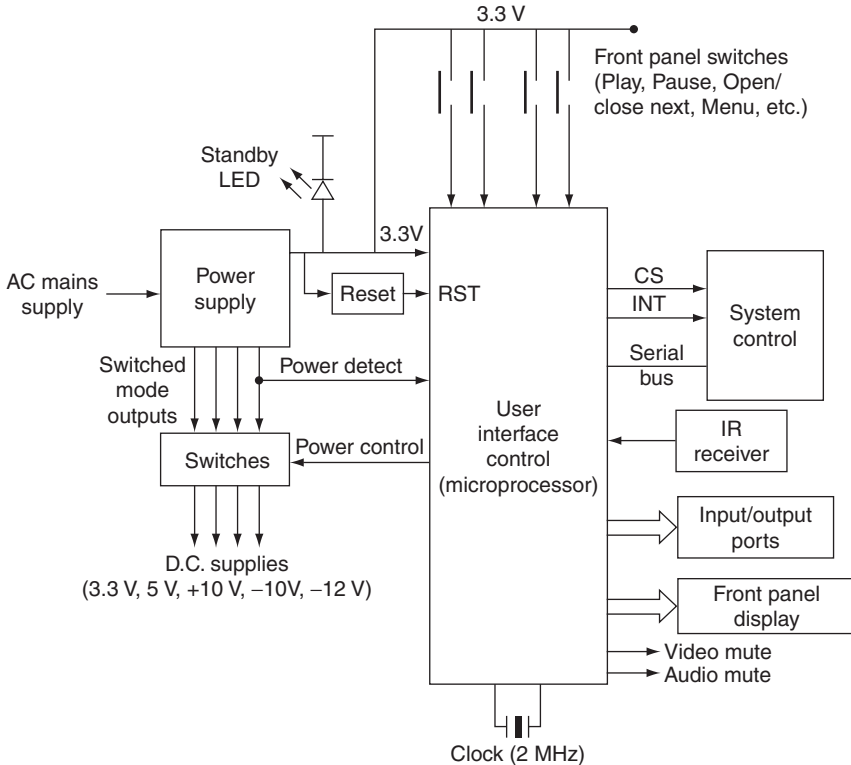 3.3 V
Front panel switches
(Play, Pause, Open/
close next, Menu, etc.)
Standby
LED
3.3V
AC mains
supply
Power
supply
Reset
RST
CS
INT
Serial
bus
System
control
Switched
mode
outputs
Power detect
User
interface
control
(microprocessor)
Power control
Switches
IR
receiver
Input/output
ports
D.C. supplies
(3.3 V, 5 V, +10 V, −10V, −12 V)
Front panel
display
Video mute
Audio mute
Clock (2 MHz)